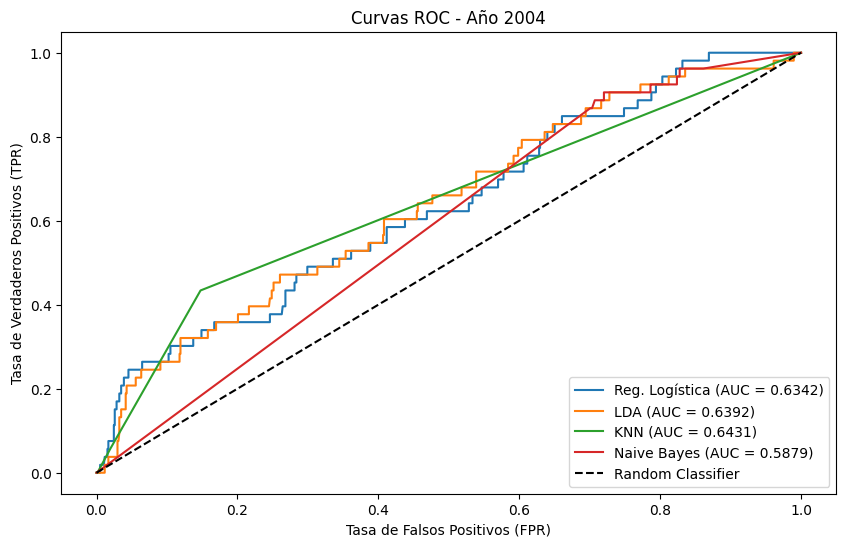 Curvas ROC - Año 2004
Tasa de Verdaderos Positivos (TPR)
1.0
0.8
0.6
0.4
0.2
0.0
0.0 0.2 0.4 0.6 0.8 1.0
Tasa de Falsos Positivos (FPR)
Reg. Logística (AUC = 0.6342)
LDA (AUC = 0.6392)
KNN (AUC = 0.6431)
Naive Bayes (AUC = 0.5879)
Random Classifier